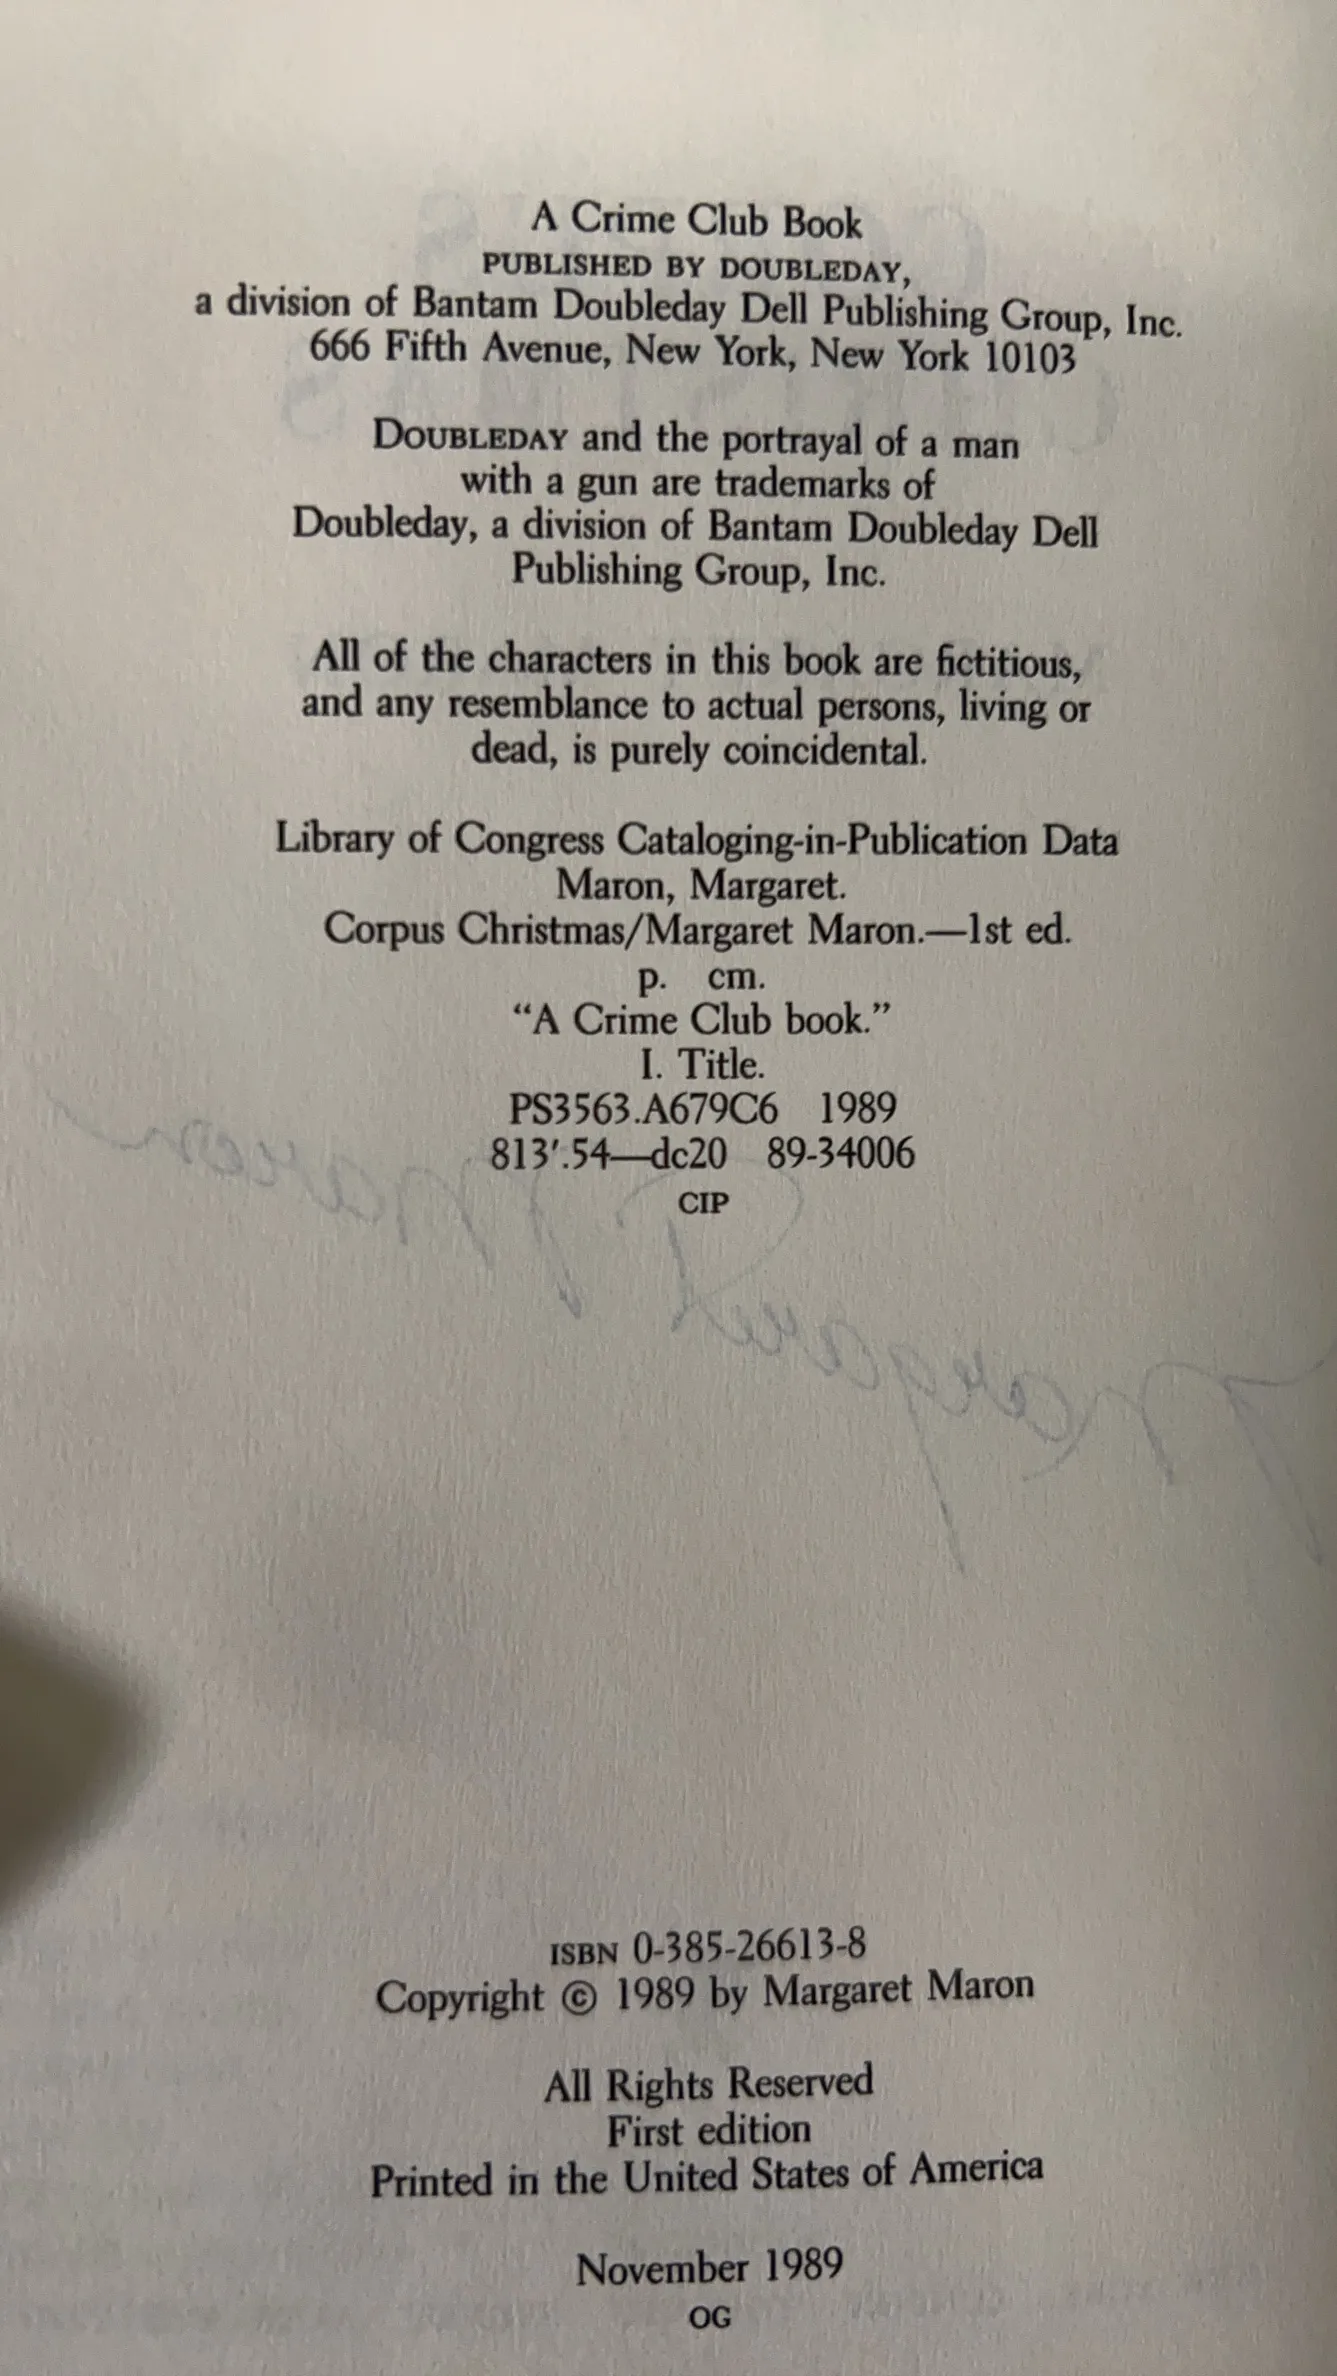 A Crime Club Book
PUBLISHED BY DOUBLEDAY,
a division of Bantam Doubleday Dell Publishing Group, Inc.
666 Fifth Avenue, New York, New York 10103
DOUBLEDAY and the portrayal of a man
with a gun are trademarks of
Doubleday, a division of Bantam Doubleday Dell
Publishing Group, Inc.
All of the characters in this book are fictitious,
and any resemblance to actual persons, living or
dead, is purely coincidental.
Library of Congress Cataloging-in-Publication Data
Maron, Margaret.
Corpus Christmas/Margaret Maron.—1st ed.
p. cm.
“A Crime Club book.”
I. Title.
PS3563.A679C6 1989
813′.54—dc20 89-34006
CIP
Margaret Maron
ISBN 0-385-26613-8
Copyright © 1989 by Margaret Maron
All Rights Reserved
First edition
Printed in the United States of America
November 1989
OG